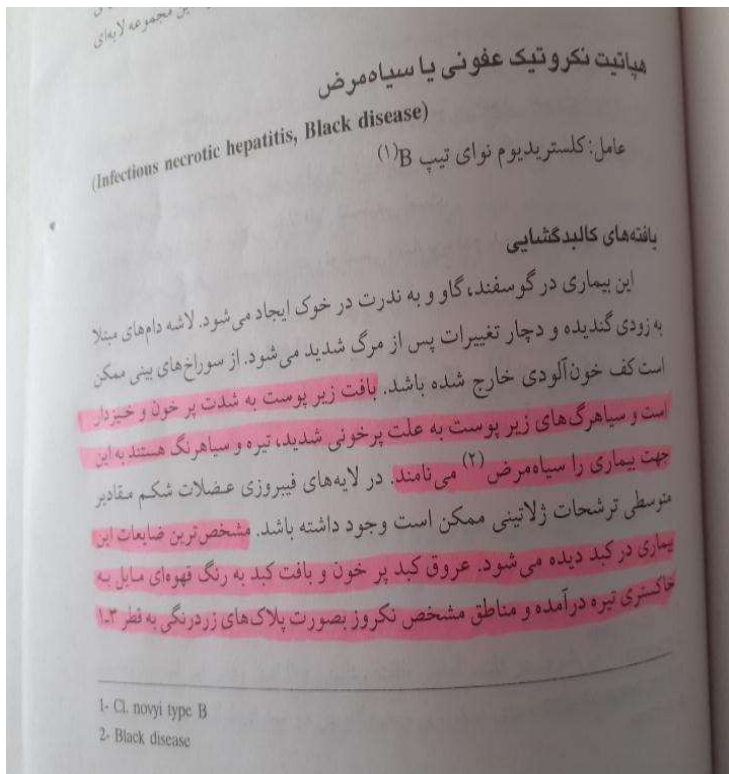 مجموعه لایه‌ای
هپاتیت نکروتیک عفونی یا سیاه‌مرض
(Infectious necrotic hepatitis, Black disease)
عامل: کلستریدیوم نوای تیپ B(۱)
یافته‌های کالبدگشایی
این بیماری در گوسفند، گاو و به ندرت در خوک ایجاد می‌شود. لاشه دام‌های مبتلا
به زودی گندیده و دچار تغییرات پس از مرگ شدید می‌شود. از سوراخ‌های بینی ممکن
است کف خون‌آلودی خارج شده باشد. بافت زیر پوست به شدت پر خون و خیزدار
است و سیاهرگ‌های زیر پوست به علت پرخونی شدید، تیره و سیاهرنگ هستند به این
جهت بیماری را سیاه‌مرض (۲) می‌نامند. در لایه‌های فیبروزی عضلات شکم مقادیر
متوسطی ترشحات ژلاتینی ممکن است وجود داشته باشد. مشخص‌ترین ضایعات این
بیماری در کبد دیده می‌شود. عروق کبد پر خون و بافت کبد به رنگ قهوه‌ای مایل به
خاکستری تیره درآمده و مناطق مشخص نکروز بصورت پلاک‌های زردرنگی به قطر ۳ـ۱
1- Cl. novyi type B
2- Black disease